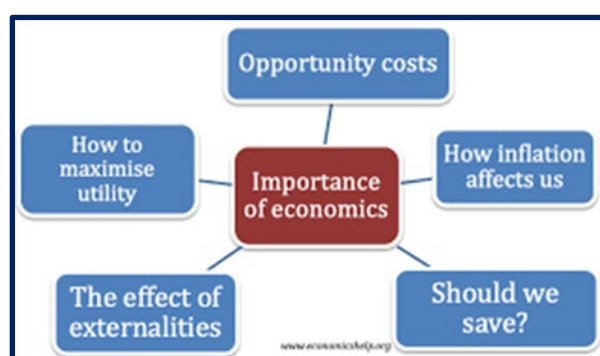 Opportunity costs
How to
maximise
utility
Importance
of economics
How inflation
affects us
The effect of
externalities
Should we
save?
www.economicshelp.org